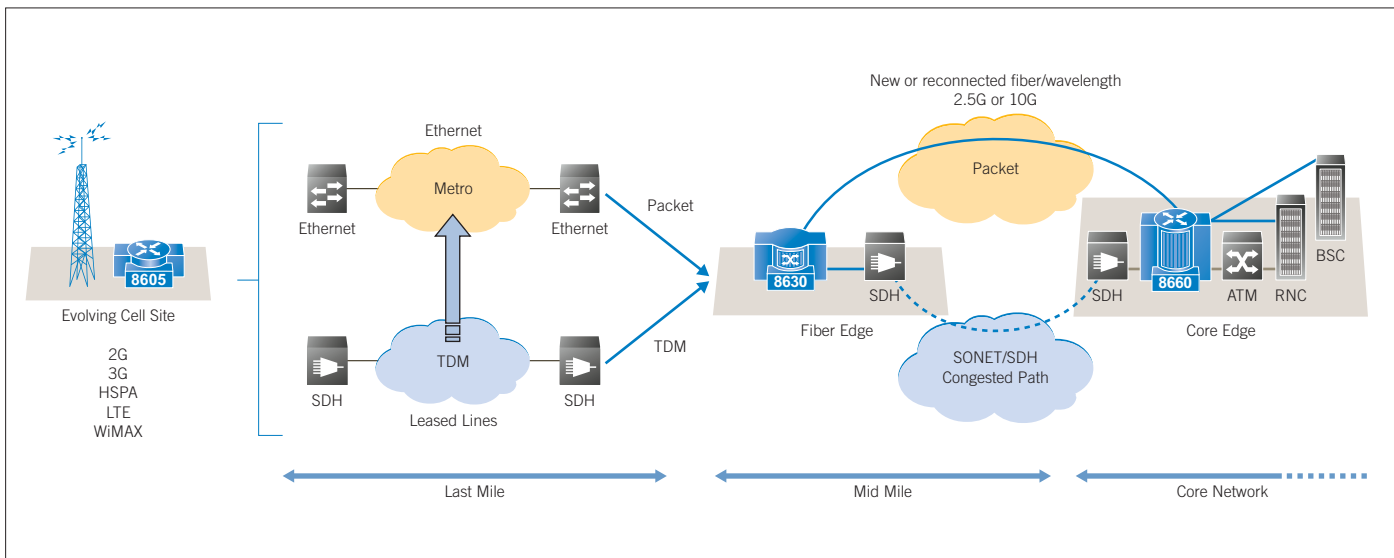 8605
Evolving Cell Site
2G
3G
HSPA
LTE
WiMAX
Ethernet
Metro
Ethernet
Ethernet
TDM
SDH
SDH
Leased Lines
Packet
TDM
Last Mile
New or reconnected fiber/wavelength
2.5G or 10G
Packet
8630
SDH
Fiber Edge
SONET/SDH
Congested Path
Mid Mile
SDH
8660
ATM
RNC
BSC
Core Edge
Core Network